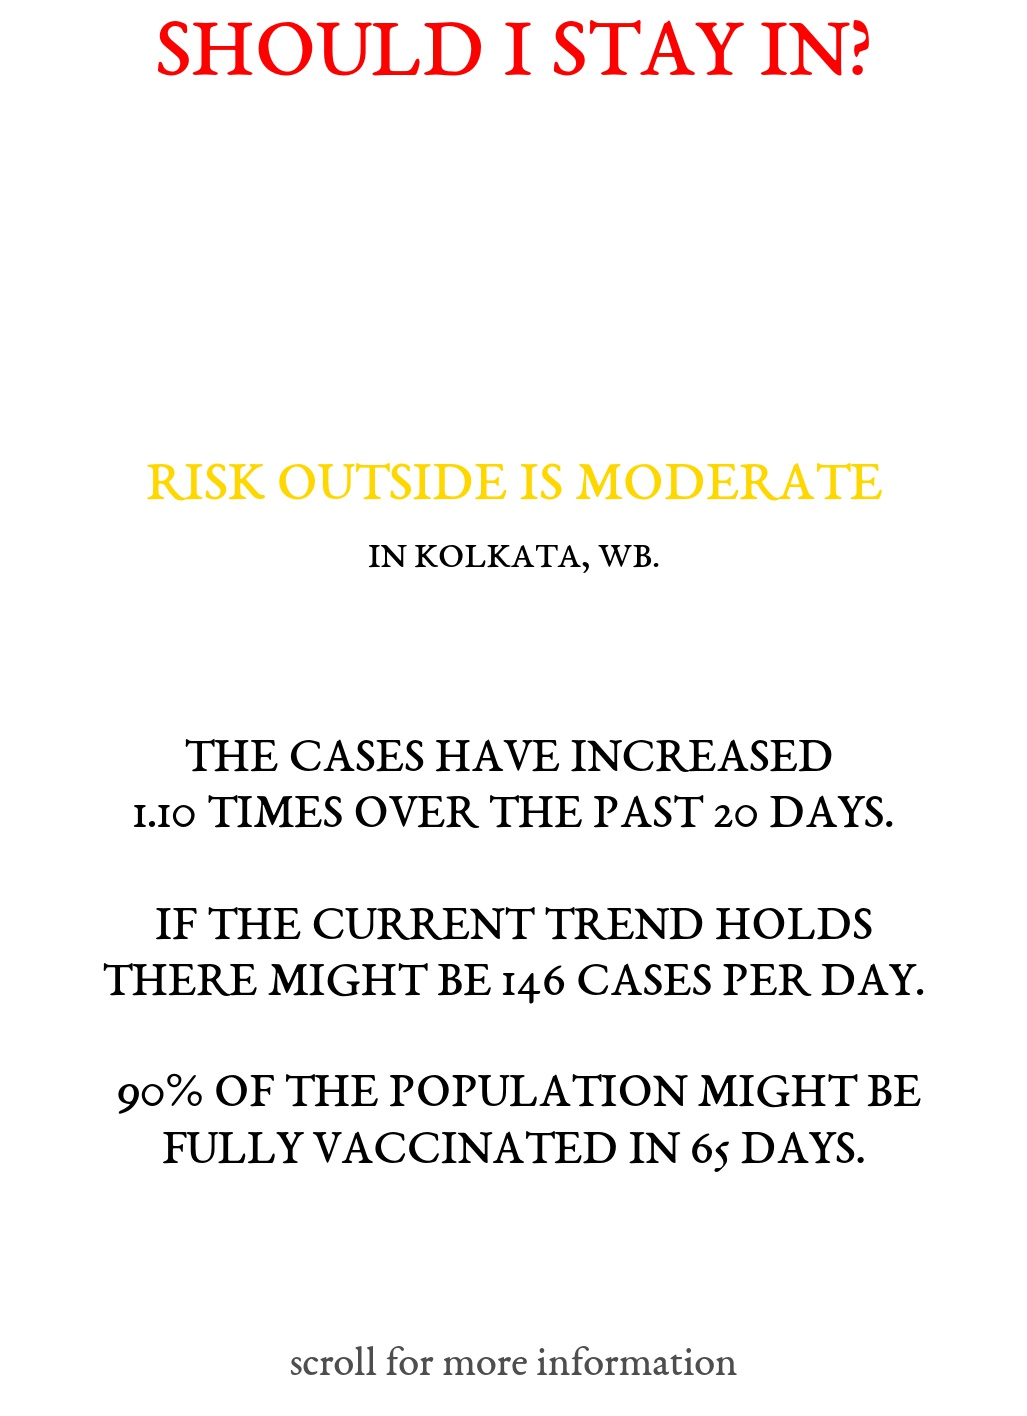 SHOULD I STAY IN?
RISK OUTSIDE IS MODERATE
IN KOLKATA, WB.
THE CASES HAVE INCREASED
1.10 TIMES OVER THE PAST 20 DAYS.
IF THE CURRENT TREND HOLDS
THERE MIGHT BE 146 CASES PER DAY.
90% OF THE POPULATION MIGHT BE
FULLY VACCINATED IN 65 DAYS.
scroll for more information